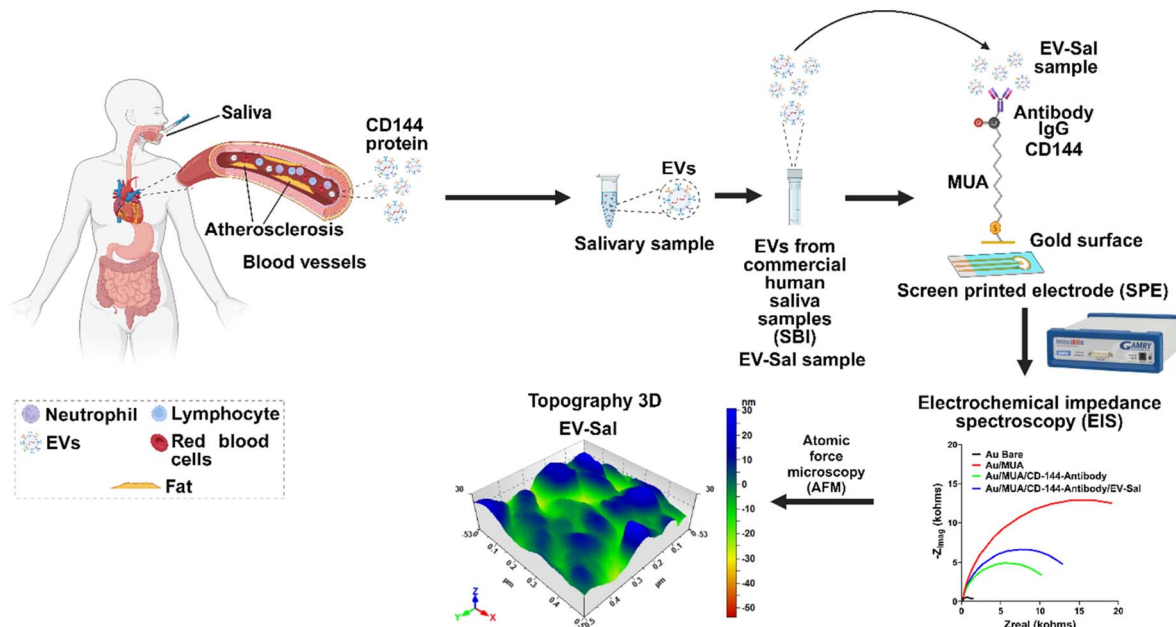 Saliva
CD144
protein
Atherosclerosis
Blood vessels
EVs
Salivary sample
EVs from
commercial
human
saliva
samples
(SBI)
EV-Sal sample
EV-Sal
sample
Antibody
IgG
CD144
MUA
S
Gold surface
Screen printed electrode (SPE)
GAMRY
Neutrophil
Lymphocyte
EVs
Red blood
cells
Fat
Topography 3D
EV-Sal
nm
30
20
10
0
-10
-20
-30
-40
-50
30
-53
0.1
0.2
0.3
0.4
µm
30
-53
0.1
0.2
0.3
0.4
µm
Z
Y
X
Atomic
force
microscopy
(AFM)
Electrochemical impedance
spectroscopy (EIS)
Au Bare
Au/MUA
Au/MUA/CD-144-Antibody
Au/MUA/CD-144-Antibody/EV-Sal
-Zimag (kohms)
20
15
10
5
0
0 5 10 15 20
Zreal (kohms)